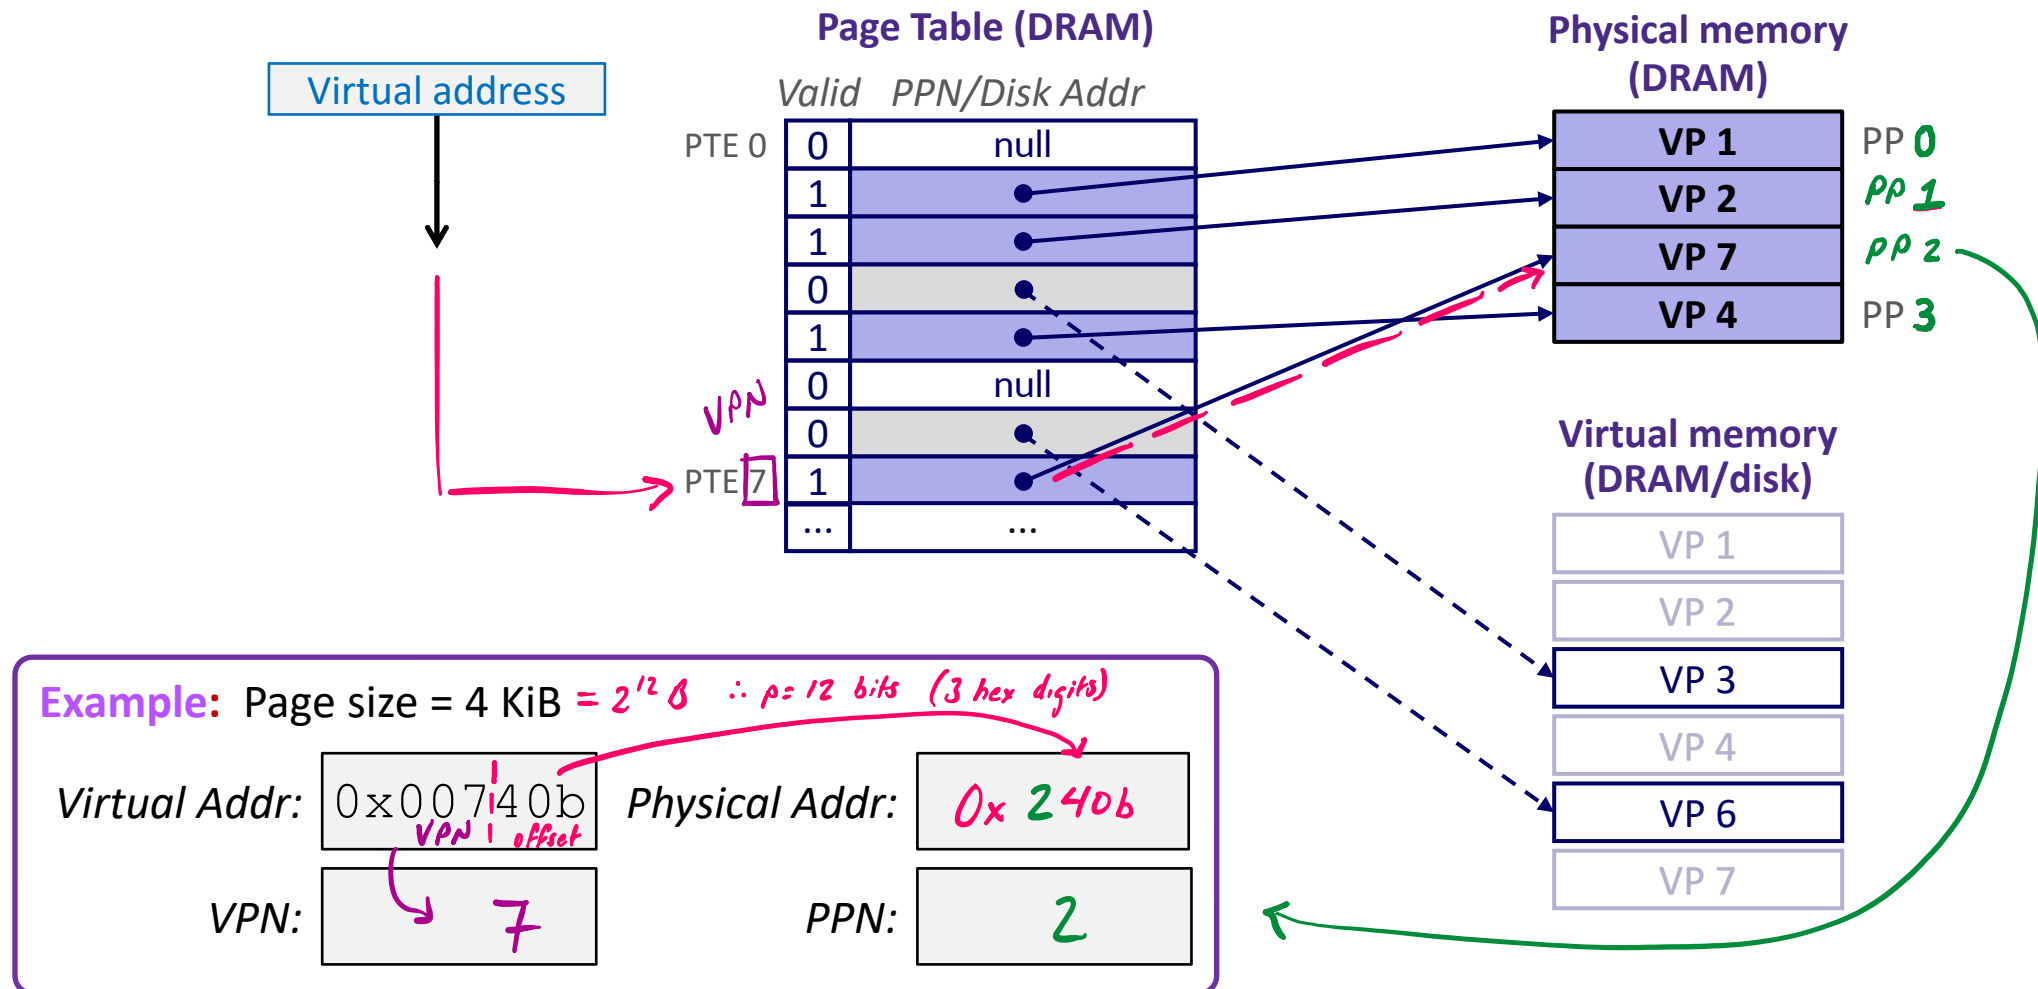 Page Table (DRAM)
Physical memory
(DRAM)
Virtual address
Valid PPN/Disk Addr
PTE 0 0 null
1
1
0
1
0 null
VPN
0
PTE 7 1
... ...
VP 1 PP 0
VP 2 PP 1
VP 7 PP 2
VP 4 PP 3
Virtual memory
(DRAM/disk)
VP 1
VP 2
VP 3
VP 4
VP 6
VP 7
Example: Page size = 4 KiB = 2¹² B ∴ p= 12 bits (3 hex digits)
Virtual Addr: 0x00740b Physical Addr: 0x 240b
VPN offset
VPN: 7 PPN: 2